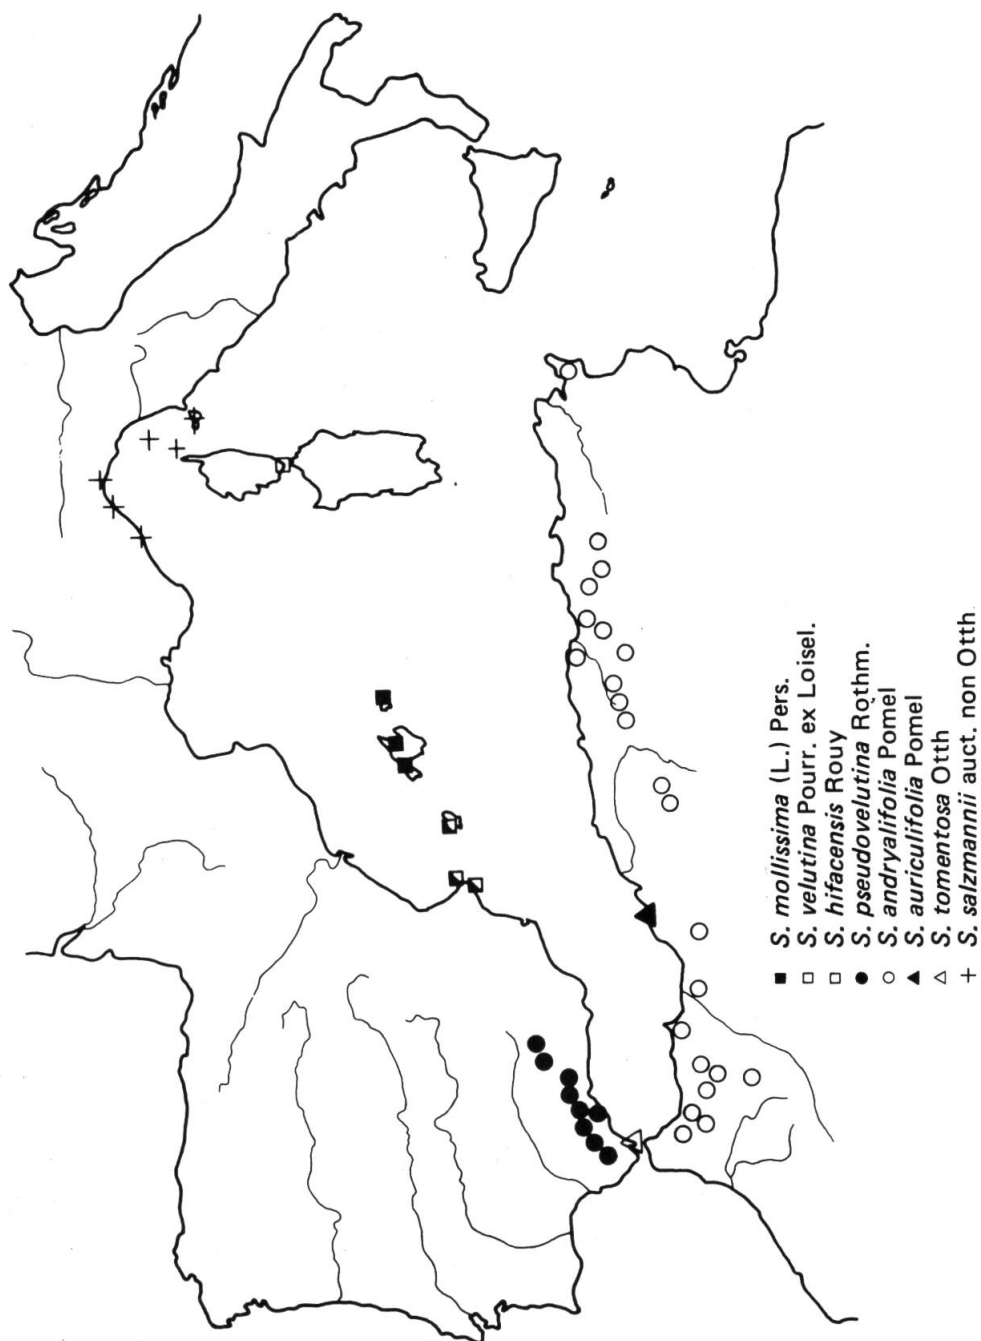 ■ S. mollissima (L.) Pers.
□ S. velutina Pourr. ex Loisel.
□ S. hifacensis Rouy
● S. pseudovelutina Rothm.
○ S. andryalifolia Pomel
▲ S. auriculifolia Pomel
△ S. tomentosa Otth
+ S. salzmannii auct. non Otth